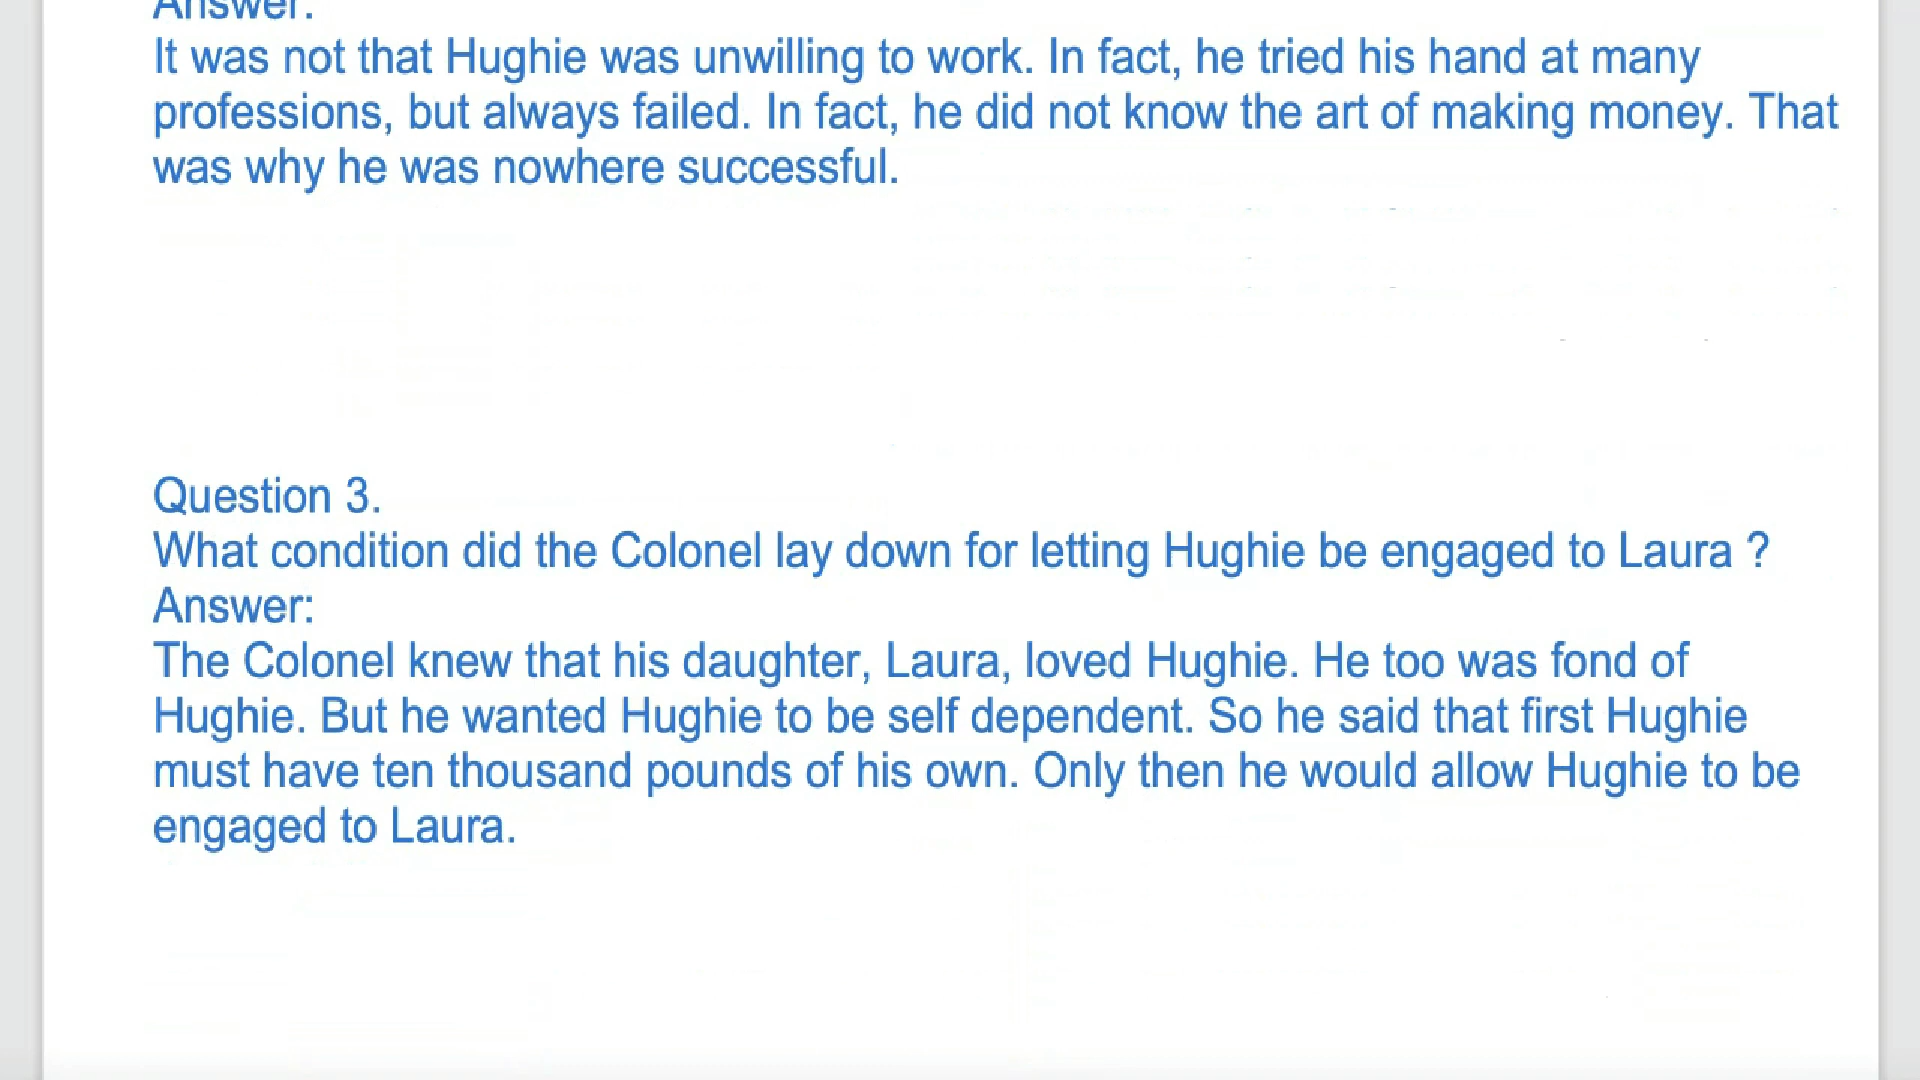 Answer:
It was not that Hughie was unwilling to work. In fact, he tried his hand at many
professions, but always failed. In fact, he did not know the art of making money. That
was why he was nowhere successful.
Question 3.
What condition did the Colonel lay down for letting Hughie be engaged to Laura ?
Answer:
The Colonel knew that his daughter, Laura, loved Hughie. He too was fond of
Hughie. But he wanted Hughie to be self dependent. So he said that first Hughie
must have ten thousand pounds of his own. Only then he would allow Hughie to be
engaged to Laura.